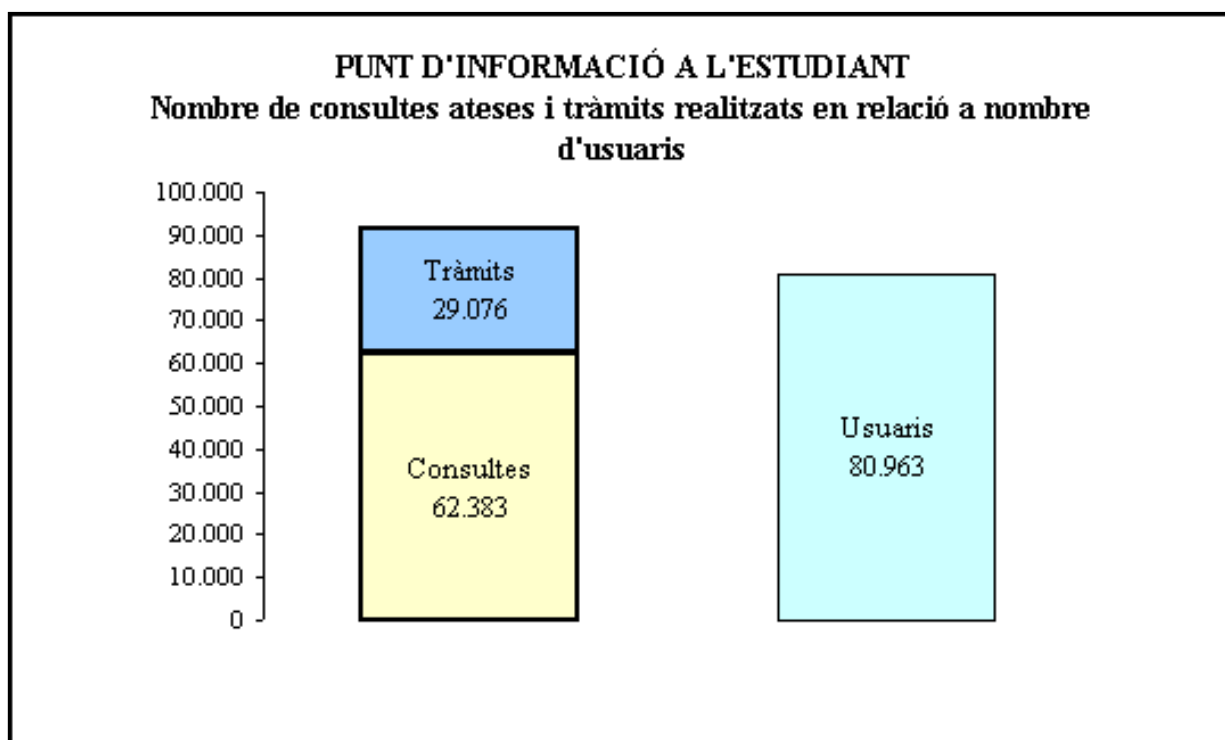 PUNT D'INFORMACIÓ A L'ESTUDIANT
Nombre de consultes ateses i tràmits realitzats en relació a nombre
d'usuaris
100.000
90.000
80.000
70.000
60.000
50.000
40.000
30.000
20.000
10.000
0
Tràmits
29.076
Consultes
62.383
Usuaris
80.963